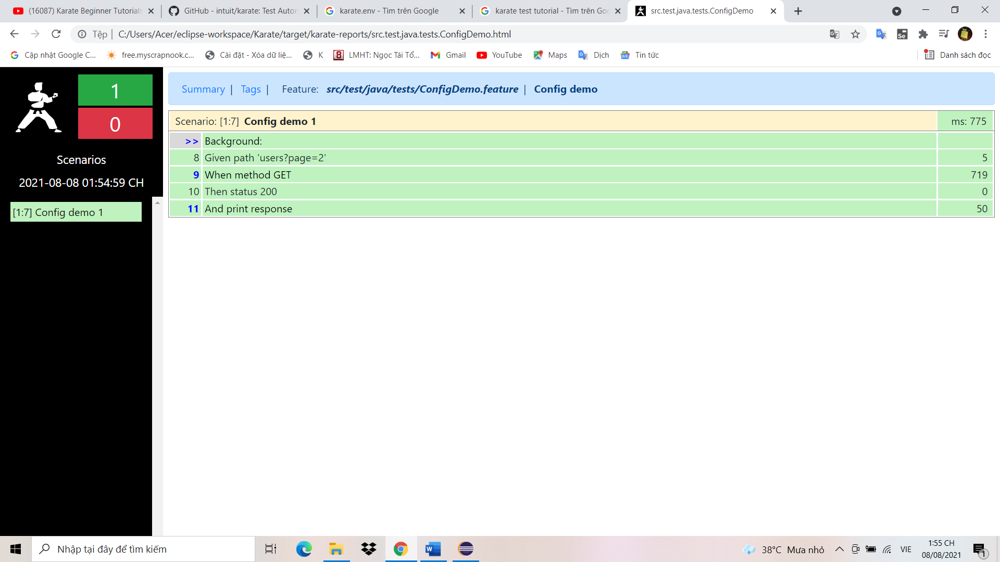 (16087) Karate Beginner Tutorials
GitHub - intuit/karate: Test Autom
karate.env - Tìm trên Google
karate test tutorial - Tìm trên Goo
src.test.java.tests.ConfigDemo
Tệp
C:/Users/Acer/eclipse-workspace/Karate/target/karate-reports/src.test.java.tests.ConfigDemo.html
Cập nhật Google C...
free.myscrapnook.c...
Cài đặt - Xóa dữ liệ...
K
LMHT: Ngọc Tái Tổ...
Gmail
YouTube
Maps
Dịch
Tin tức
Danh sách đọc
1
0
Scenarios
2021-08-08 01:54:59 CH
[1:7] Config demo 1
Summary | Tags | Feature: src/test/java/tests/ConfigDemo.feature | Config demo
Scenario: [1:7] Config demo 1 ms: 775
>> Background:
8 Given path 'users?page=2' 5
9 When method GET 719
10 Then status 200 0
11 And print response 50
Nhập tại đây để tìm kiếm
38°C Mưa nhỏ
VIE
1:55 CH
08/08/2021
1